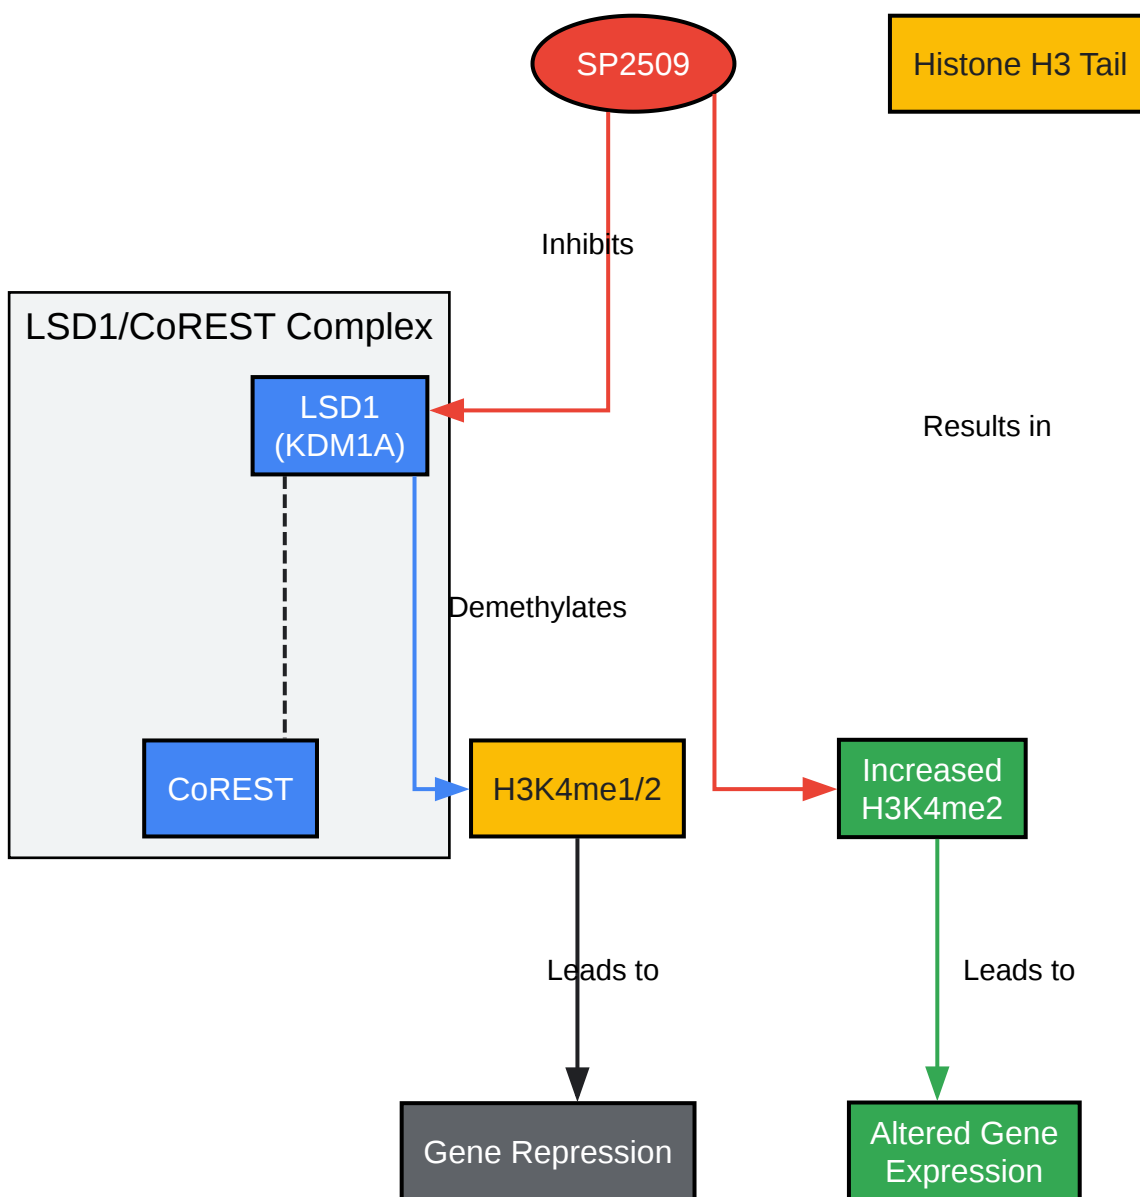 SP2509
Histone H3 Tail
Inhibits
LSD1/CoREST Complex
LSD1
(KDM1A)
Results in
Demethylates
CoREST
H3K4me1/2
Increased
H3K4me2
Leads to
Leads to
Gene Repression
Altered Gene
Expression